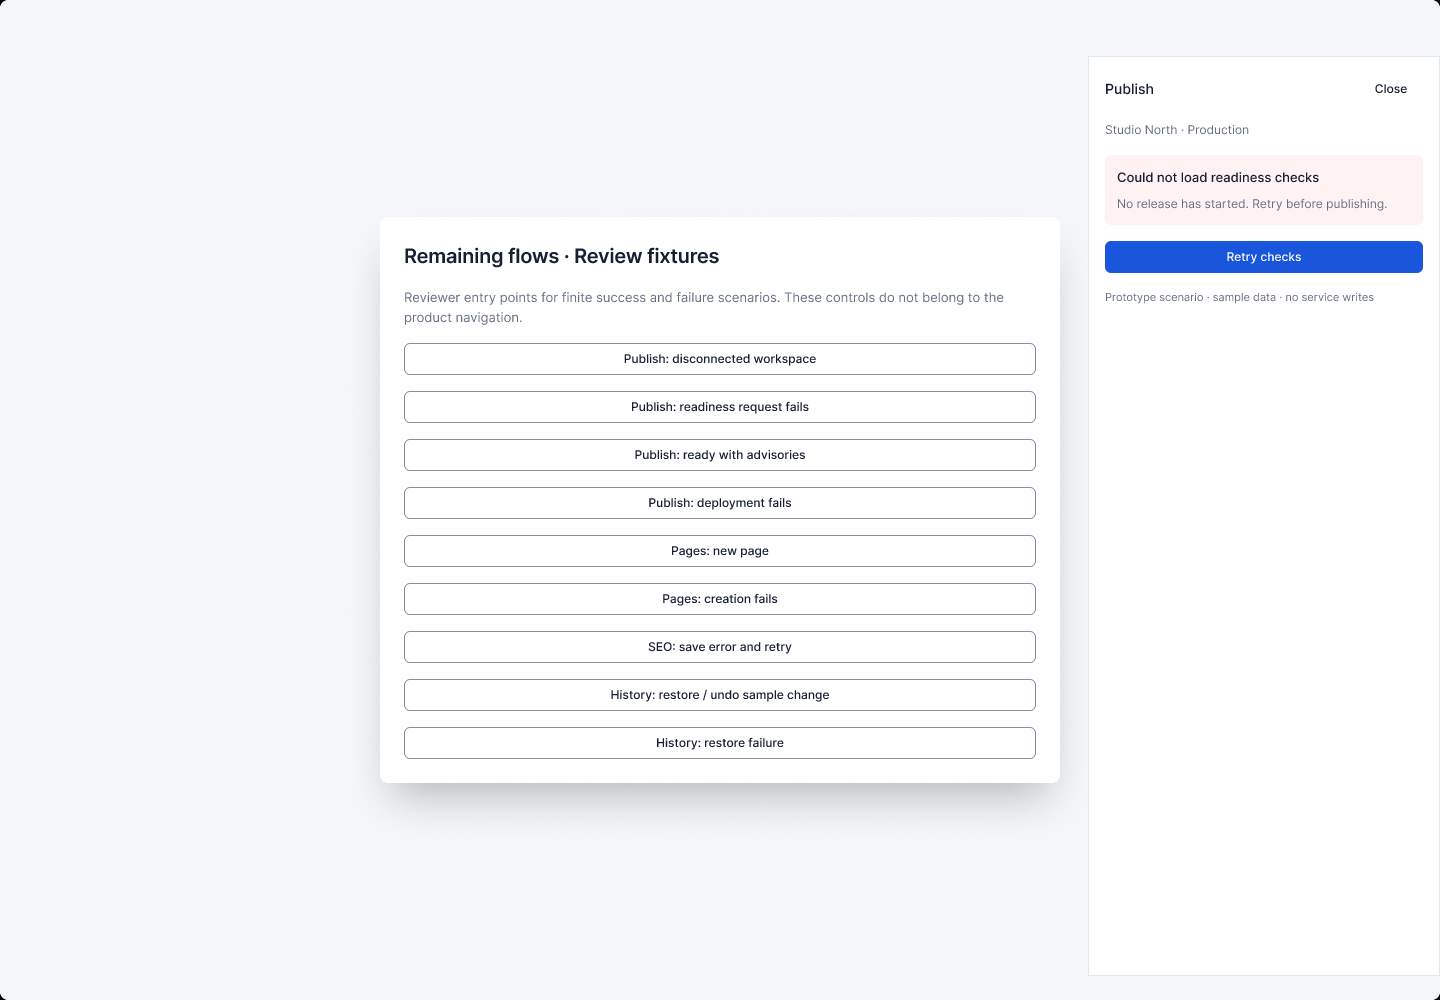 Remaining flows · Review fixtures
Reviewer entry points for finite success and failure scenarios. These controls do not belong to the
product navigation.
Publish: disconnected workspace
Publish: readiness request fails
Publish: ready with advisories
Publish: deployment fails
Pages: new page
Pages: creation fails
SEO: save error and retry
History: restore / undo sample change
History: restore failure
Publish
Close
Studio North · Production
Could not load readiness checks
No release has started. Retry before publishing.
Retry checks
Prototype scenario · sample data · no service writes